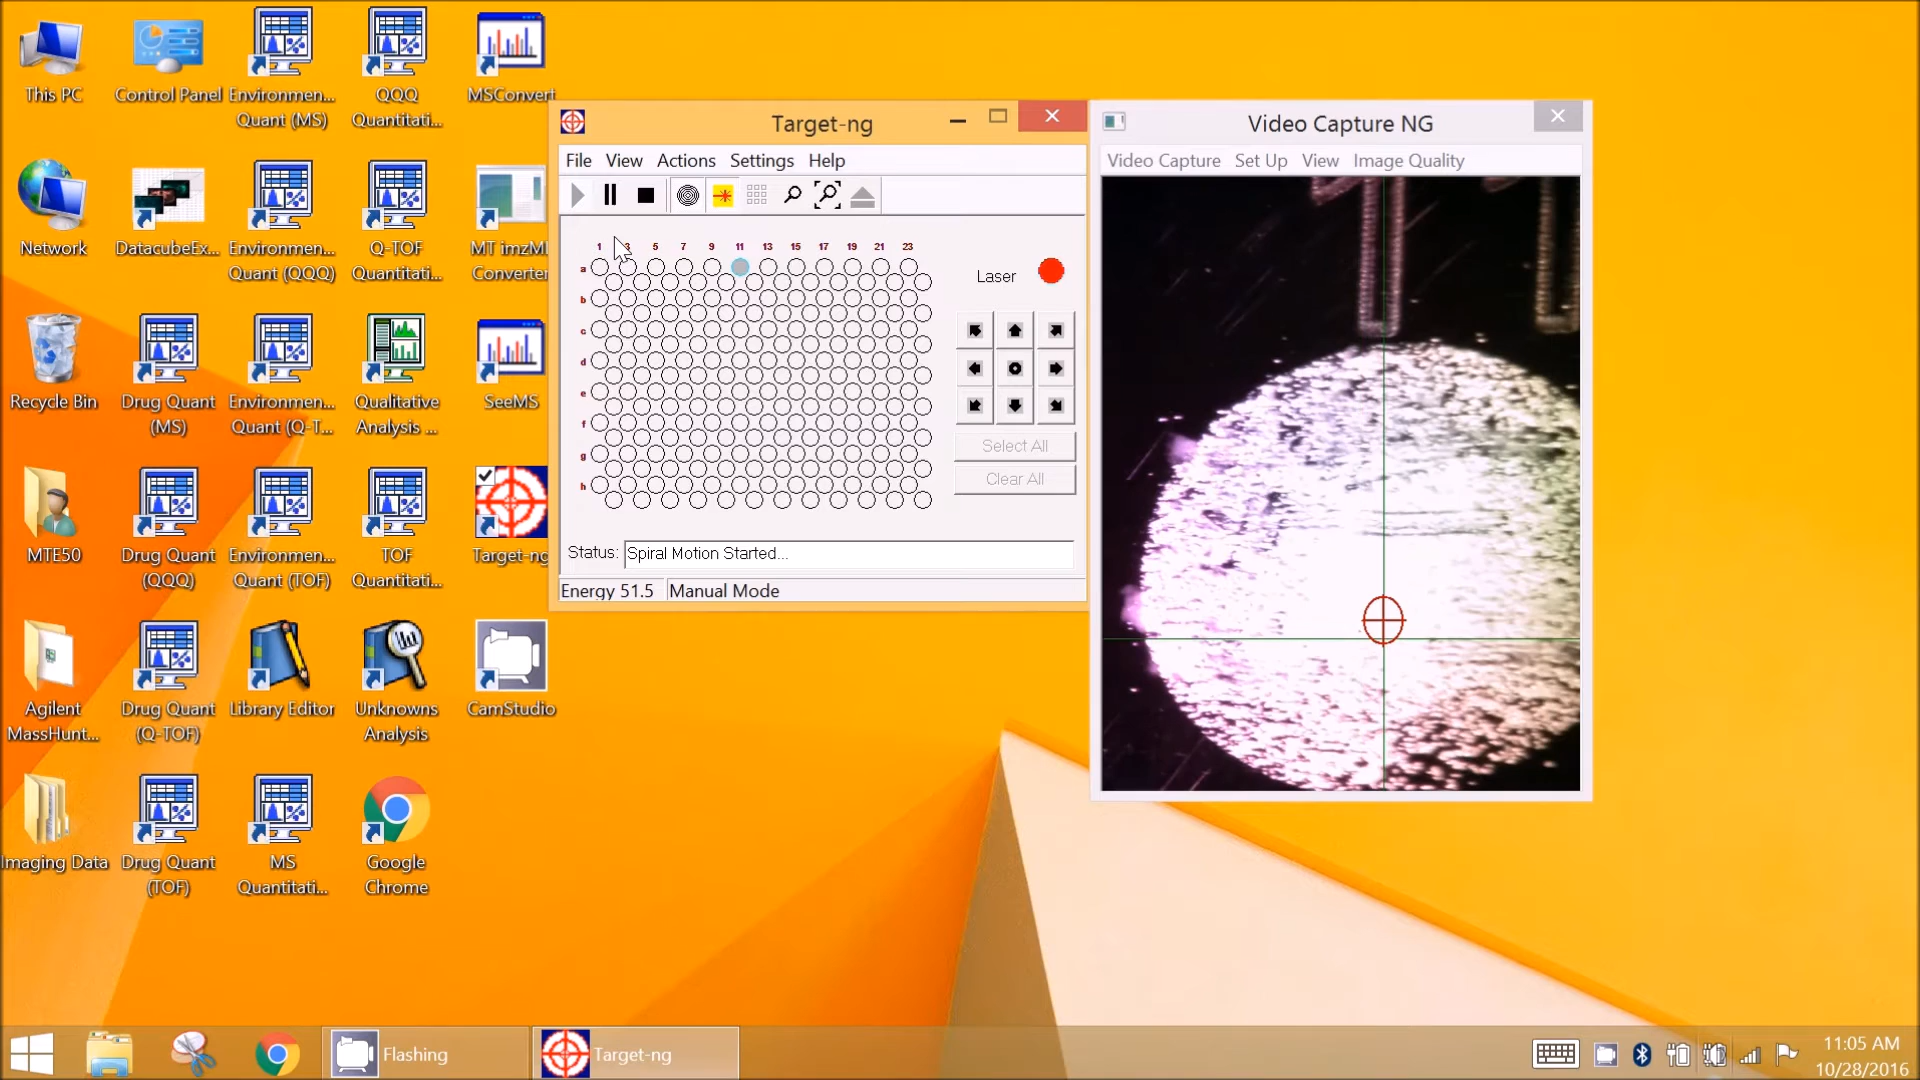 This PC
Control Panel
Environmen...
Quant (MS)
QQQ
Quantitati...
MSConvert
Network
DatacubeEx...
Environmen...
Quant (QQQ)
Q-TOF
Quantitati...
MT imzML
Converter
Recycle Bin
Drug Quant
(MS)
Environmen...
Quant (Q-T...
Qualitative
Analysis ...
SeeMS
MTE50
Drug Quant
(QQQ)
Environmen...
Quant (TOF)
TOF
Quantitati...
Target-ng
Agilent
MassHunt...
Drug Quant
(Q-TOF)
Library Editor
Unknowns
Analysis
CamStudio
Imaging Data
Drug Quant
(TOF)
MS
Quantitati...
Google
Chrome
Target-ng
File View Actions Settings Help
1 3 5 7 9 11 13 15 17 19 21 23
a
b
c
d
e
f
g
h
Laser
Select All
Clear All
Status: Spiral Motion Started...
Energy 51.5 Manual Mode
Video Capture NG
Video Capture Set Up View Image Quality
Flashing
Target-ng
11:05 AM
10/28/2016